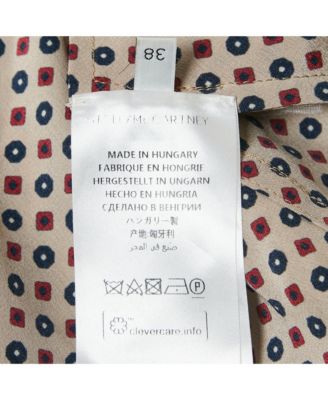 38
STELLA McCARTNEY
MADE IN HUNGARY
FABRIQUE EN HONGRIE
HERGESTELLT IN UNGARN
HECHO EN HUNGRIA
СДЕЛАНО В ВЕНГРИИ
ハンガリー製
产地:匈牙利
صنع في المجر
P
clevercare.info